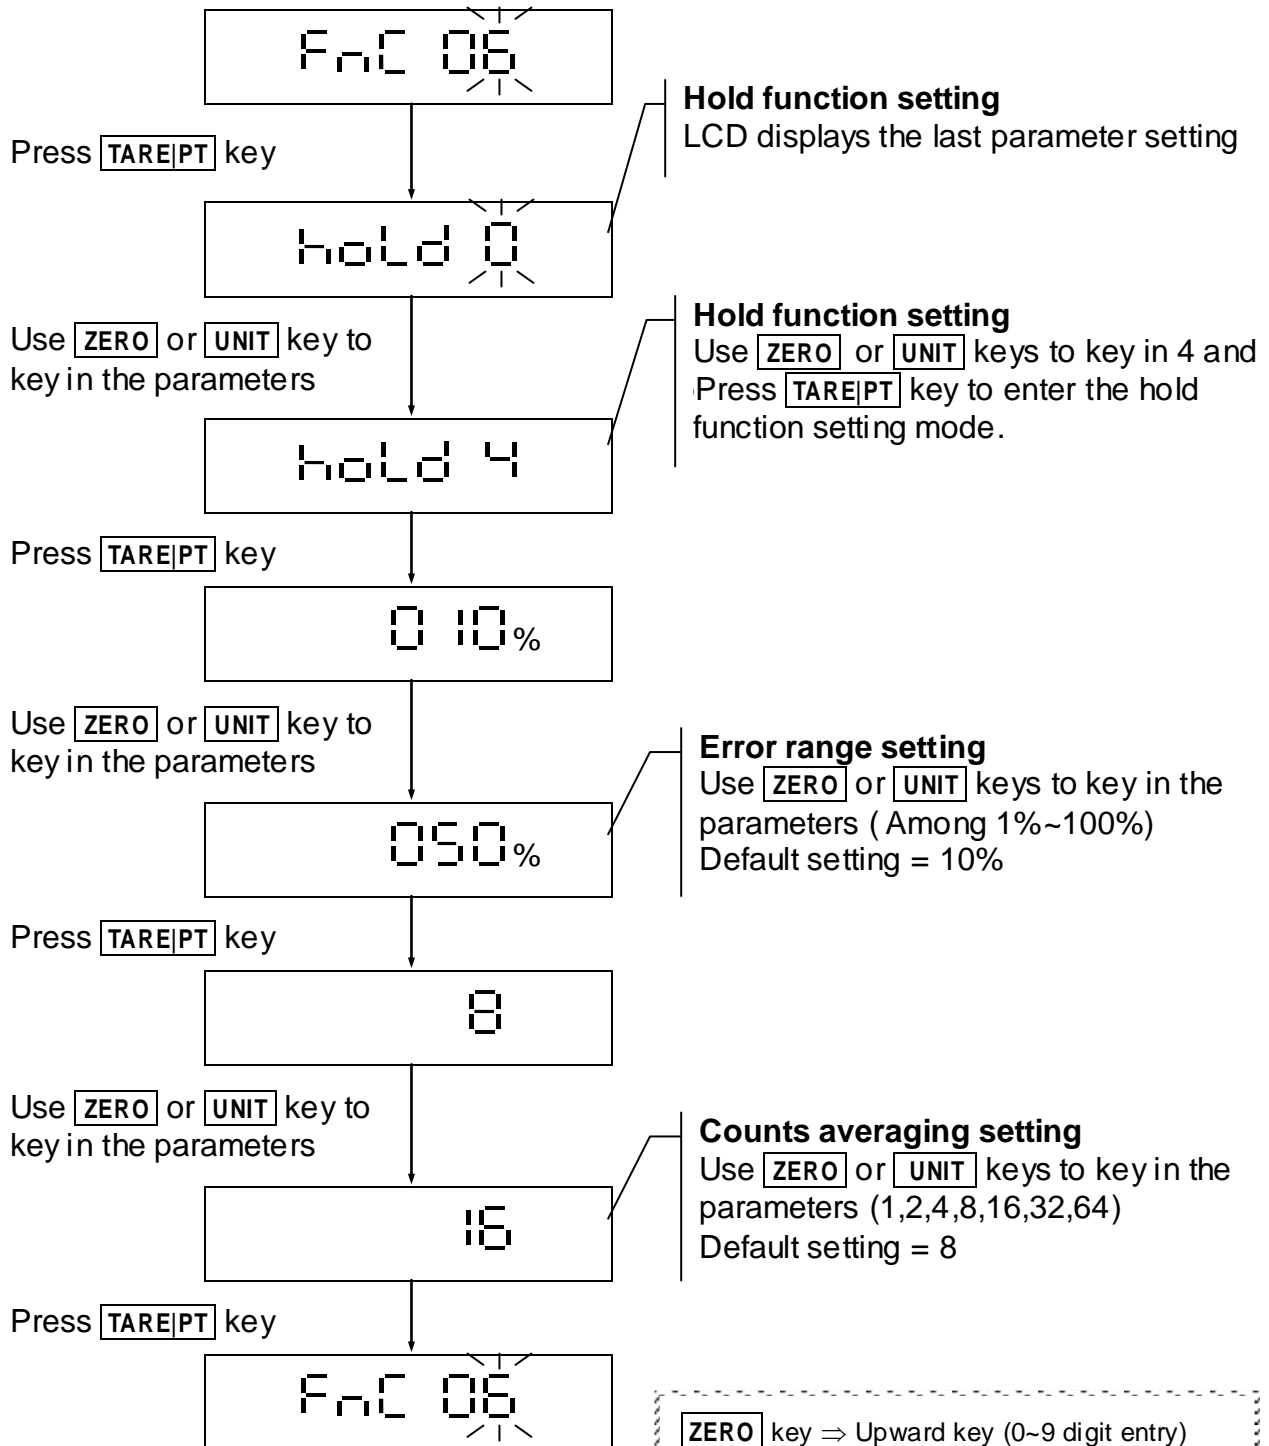 FnC 06
Hold function setting
LCD displays the last parameter setting
Press TARE|PT key
hoLd 0
Use ZERO or UNIT key to
key in the parameters
Hold function setting
Use ZERO or UNIT keys to key in 4 and
Press TARE|PT key to enter the hold
function setting mode.
hoLd 4
Press TARE|PT key
010%
Use ZERO or UNIT key to
key in the parameters
Error range setting
Use ZERO or UNIT keys to key in the
parameters ( Among 1%~100%)
Default setting = 10%
050%
Press TARE|PT key
8
Use ZERO or UNIT key to
key in the parameters
Counts averaging setting
Use ZERO or UNIT keys to key in the
parameters (1,2,4,8,16,32,64)
Default setting = 8
16
Press TARE|PT key
FnC 06
ZERO key ⇒ Upward key (0~9 digit entry)